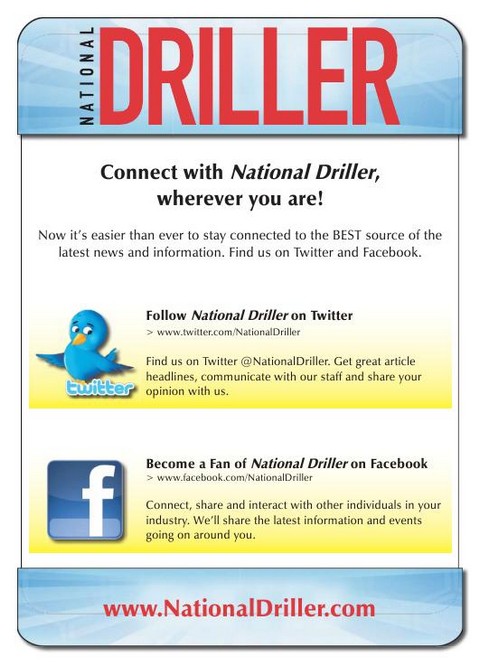 NATIONAL
DRILLER
Connect with National Driller,
wherever you are!
Now it's easier than ever to stay connected to the BEST source of the
latest news and information. Find us on Twitter and Facebook.
Follow National Driller on Twitter
> www.twitter.com/NationalDriller
Find us on Twitter @NationalDriller. Get great article
headlines, communicate with our staff and share your
opinion with us.
twitter
Become a Fan of National Driller on Facebook
> www.facebook.com/NationalDriller
Connect, share and interact with other individuals in your
industry. We'll share the latest information and events
going on around you.
f
www.NationalDriller.com